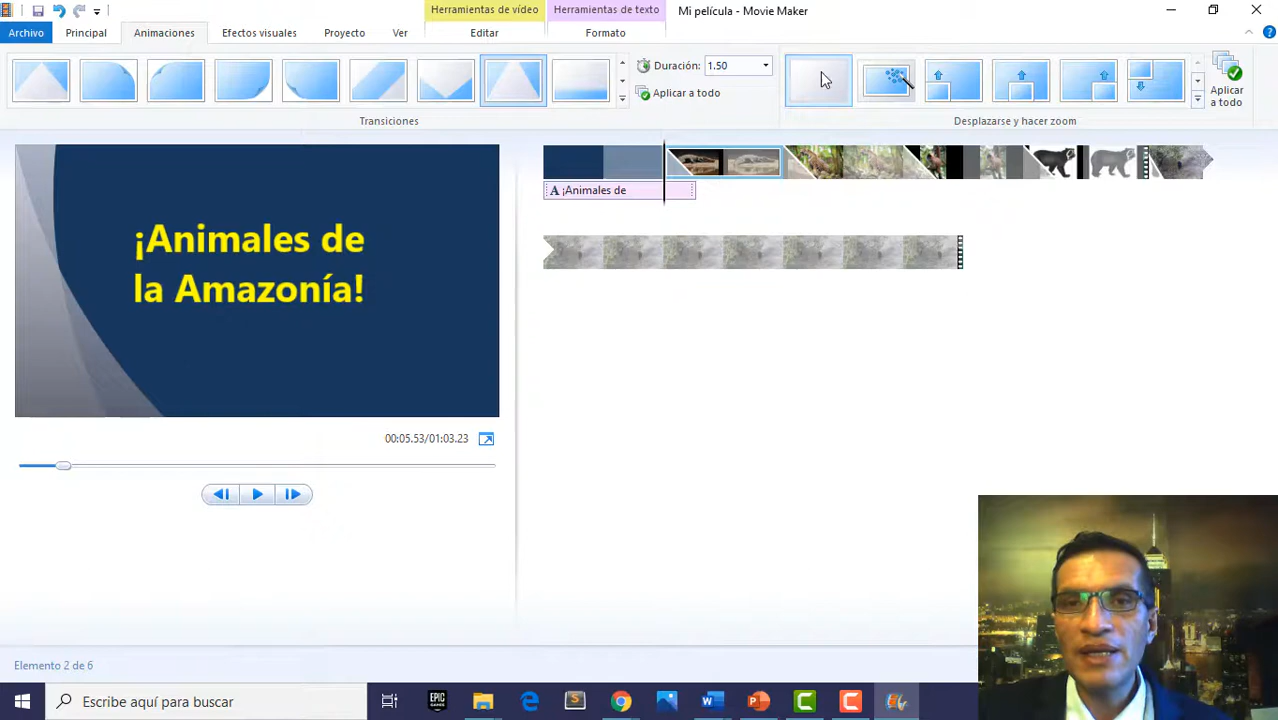 Herramientas de vídeo
Herramientas de texto
Mi película - Movie Maker
Archivo
Principal
Animaciones
Efectos visuales
Proyecto
Ver
Editar
Formato
Duración:
1.50
Aplicar a todo
Aplicar
a todo
Transiciones
Desplazarse y hacer zoom
¡Animales de
la Amazonía!
A ¡Animales de
00:05.53/01:03.23
Elemento 2 de 6
Escribe aquí para buscar
EPIC
GAMES